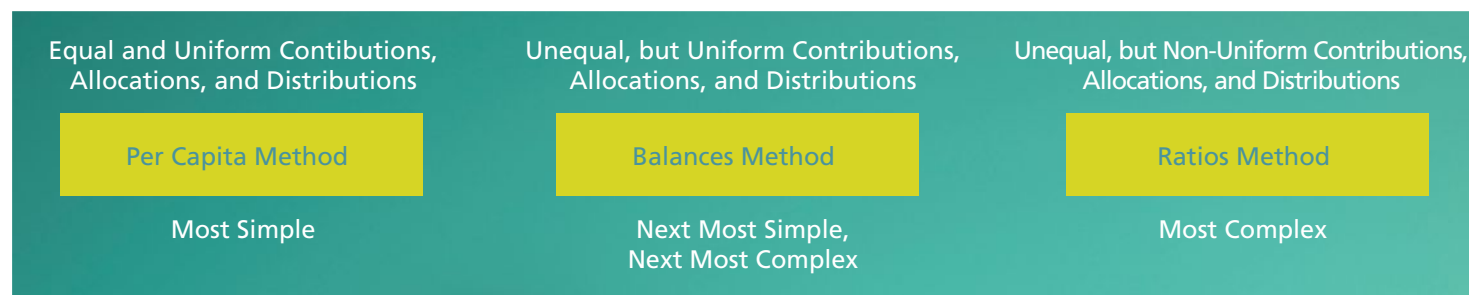 Equal and Uniform Contibutions,
Allocations, and Distributions
Per Capita Method
Most Simple
Unequal, but Uniform Contributions,
Allocations, and Distributions
Balances Method
Next Most Simple,
Next Most Complex
Unequal, but Non-Uniform Contributions,
Allocations, and Distributions
Ratios Method
Most Complex